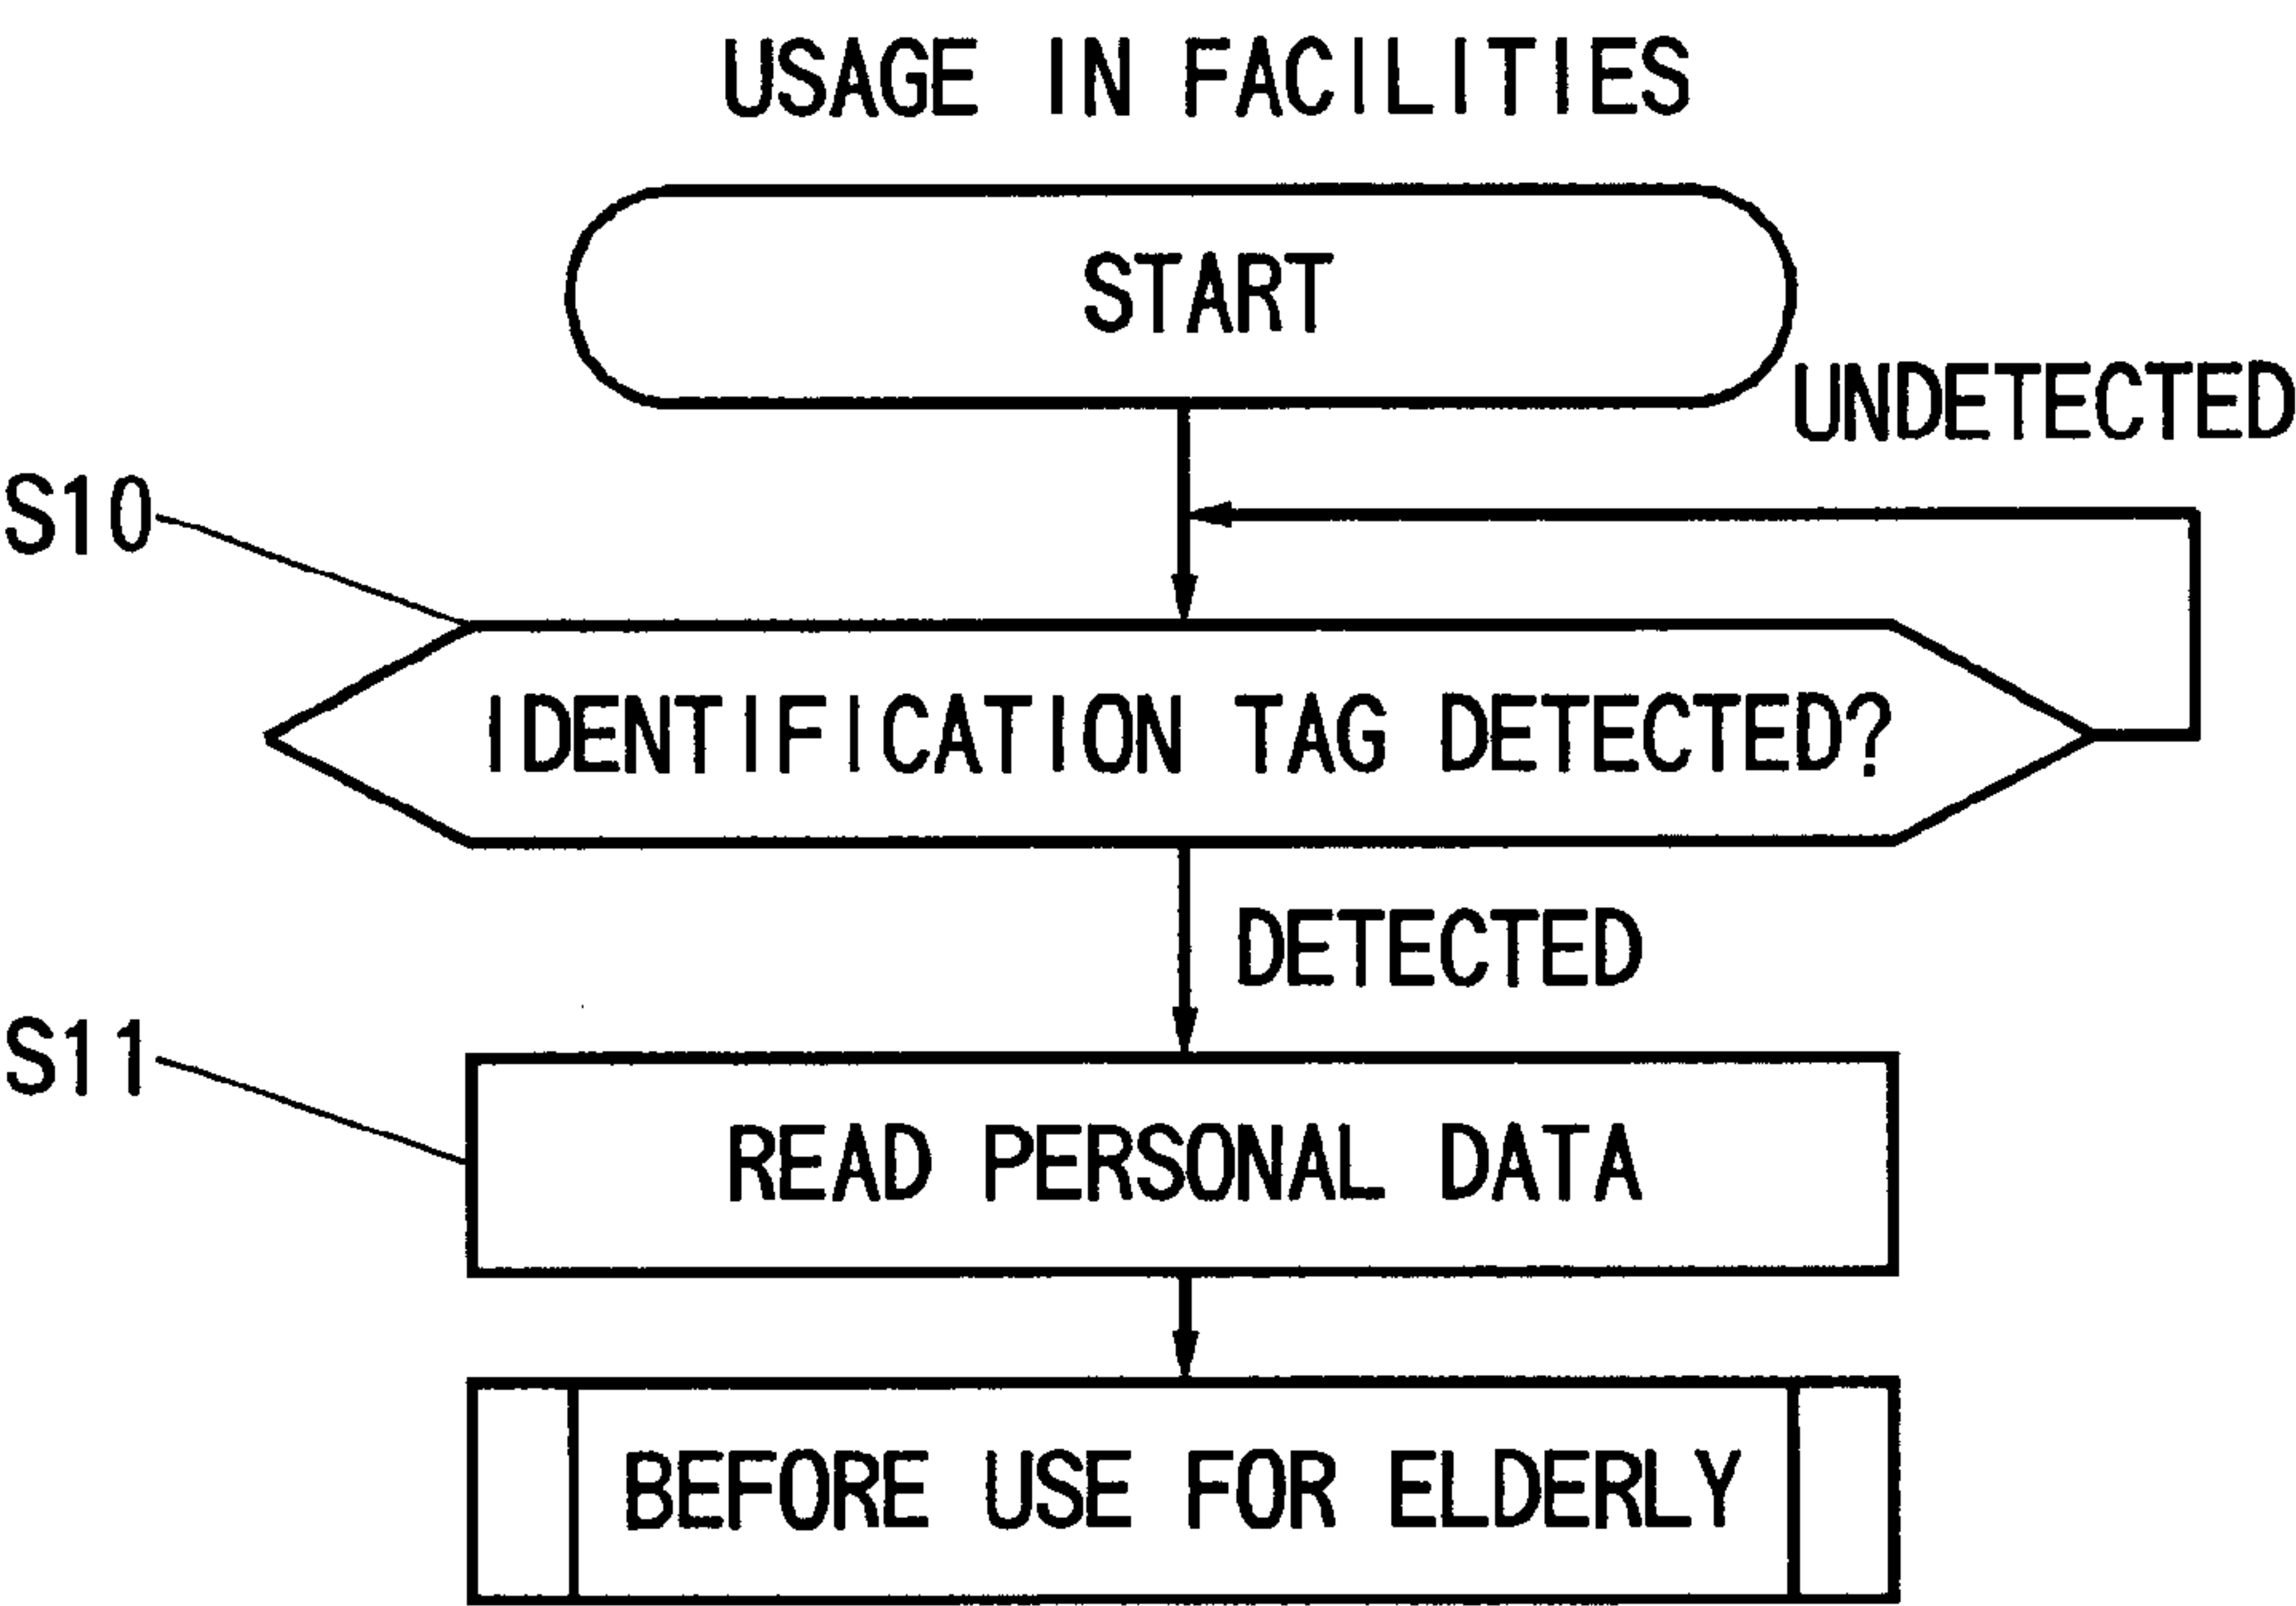 USAGE IN FACILITIES
START
UNDETECTED
S10
IDENTIFICATION TAG DETECTED?
DETECTED
S11
READ PERSONAL DATA
BEFORE USE FOR ELDERLY